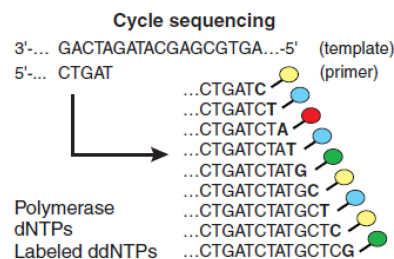 Cycle sequencing
3'-... GACTAGATACGAGCGTGA...-5' (template)
5'-... CTGAT (primer)
...CTGATC
...CTGATCT
...CTGATCTA
...CTGATCTAT
...CTGATCTATG
...CTGATCTATGC
...CTGATCTATGCT
...CTGATCTATGCTC
...CTGATCTATGCTCG
Polymerase
dNTPs
Labeled ddNTPs